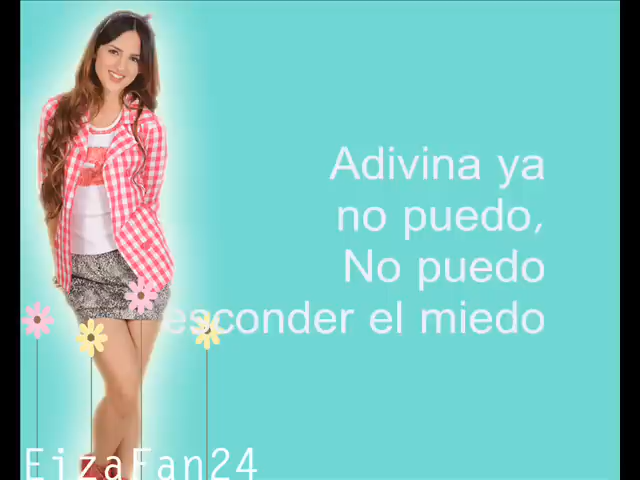 Adivina ya
no puedo,
No puedo
esconder el miedo
EizaFan24